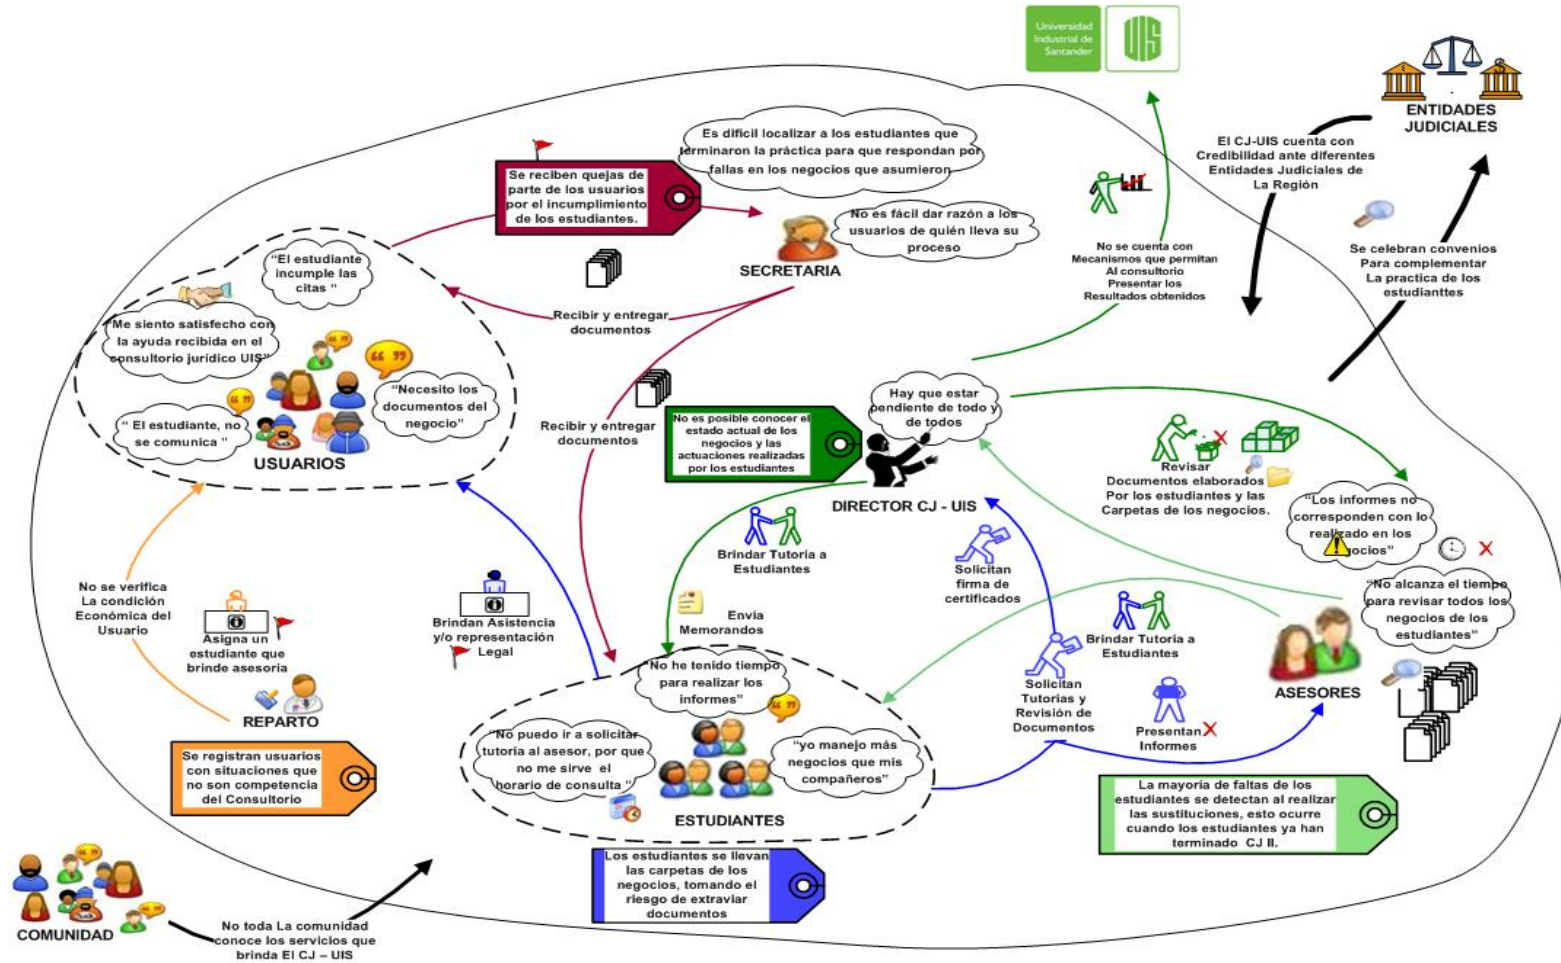 Universidad
Industrial de
Santander
UIS
ENTIDADES
JUDICIALES
El CJ-UIS cuenta con
Credibilidad ante diferentes
Entidades Judiciales de
La Región
Se celebran convenios
Para complementar
La practica de los
estudianttes
Es dificil localizar a los estudiantes que
terminaron la práctica para que respondan por
fallas en los negocios que asumieron
Se reciben quejas de
parte de los usuarios
por el incumplimiento
de los estudiantes.
No es fácil dar razón a los
usuarios de quién lleva su
proceso
SECRETARIA
No se cuenta con
Mecanismos que permitan
Al consultorio
Presentar los
Resultados obtenidos
"El estudiante
incumple las
citas "
"Me siento satisfecho con
la ayuda recibida en el
consultorio jurídico UIS"
"Necesito los
documentos del
negocio"
" El estudiante, no
se comunica "
USUARIOS
Recibir y entregar
documentos
Recibir y entregar
documentos
Hay que estar
pendiente de todo y
de todos
No es posible conocer el
estado actual de los
negocios y las
actuaciones realizadas
por los estudiantes
DIRECTOR CJ - UIS
Revisar
Documentos elaborados
Por los estudiantes y las
Carpetas de los negocios.
"Los informes no
corresponden con lo
realizado en los
gocios"
"No alcanza el tiempo
para revisar todos los
negocios de los
estudiantes"
ASESORES
Brindar Tutoria a
Estudiantes
Solicitan
firma de
certificados
Brindar Tutoria a
Estudiantes
Envia
Memorandos
No se verifica
La condición
Económica del
Usuario
Asigna un
estudiante que
brinde asesoria
Brindan Asistencia
y/o representación
Legal
REPARTO
Se registran usuarios
con situaciones que
no son competencia
del Consultorio
"No he tenido tiempo
para realizar los
informes"
"No puedo ir a solicitar
tutoria al asesor, por que
no me sirve el
horario de consulta "
"yo manejo más
negocios que mis
compañeros"
ESTUDIANTES
Solicitan
Tutorias y
Revisión de
Documentos
Presentan
Informes
La mayoría de faltas de los
estudiantes se detectan al realizar
las sustituciones, esto ocurre
cuando los estudiantes ya han
terminado CJ II.
Los estudiantes se llevan
las carpetas de los
negocios, tomando el
riesgo de extraviar
documentos
COMUNIDAD
No toda La comunidad
conoce los servicios que
brinda El CJ – UIS